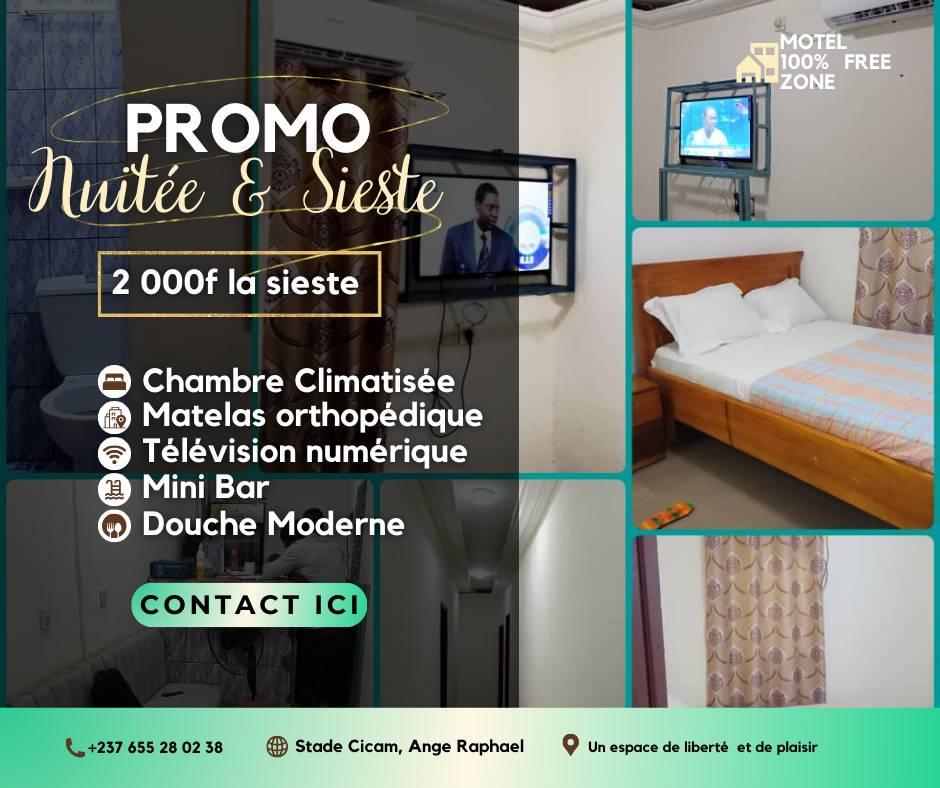 MOTEL
100% FREE
ZONE
PROMO
Nuitée & Sieste
2 000f la sieste
Chambre Climatisée
Matelas orthopédique
Télévision numérique
Mini Bar
Douche Moderne
CONTACT ICI
+237 655 28 02 38
Stade Cicam, Ange Raphael
Un espace de liberté et de plaisir